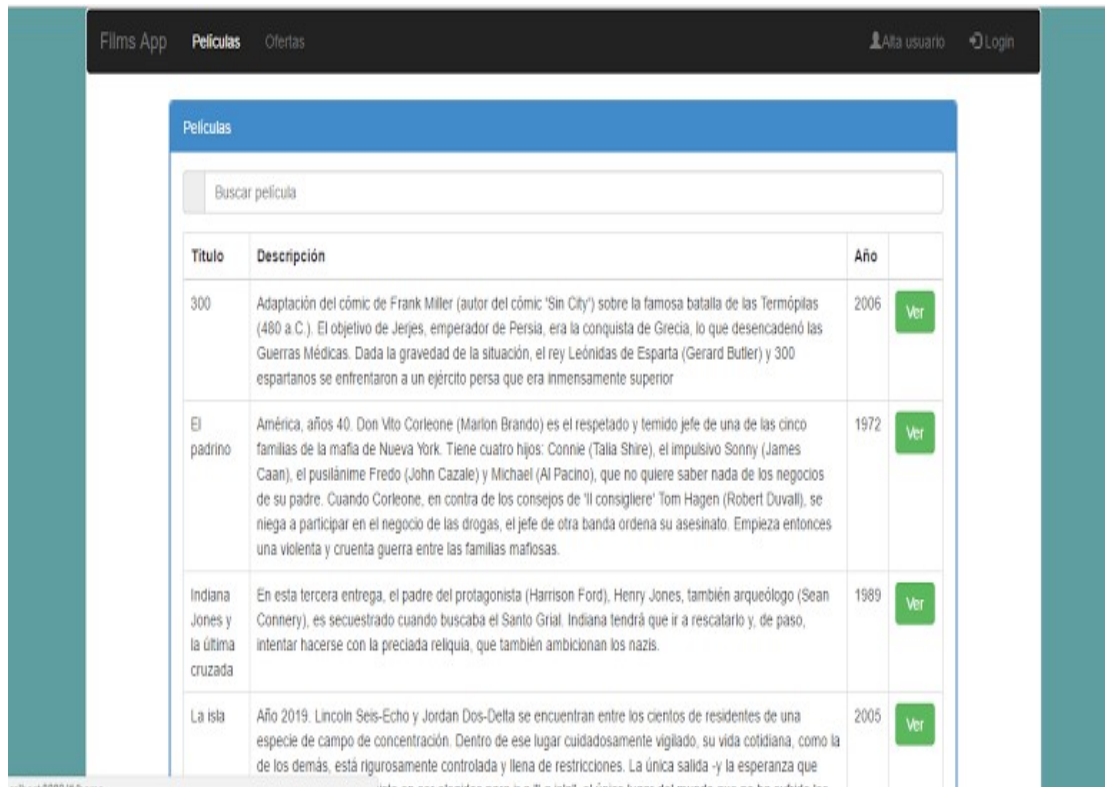 Films App Películas Ofertas Alta usuario Login
Películas
Buscar película
Título Descripción Año
300 Adaptación del cómic de Frank Miller (autor del cómic 'Sin City') sobre la famosa batalla de las Termópilas 2006 Ver
(480 a.C.). El objetivo de Jerjes, emperador de Persia, era la conquista de Grecia, lo que desencadenó las
Guerras Médicas. Dada la gravedad de la situación, el rey Leónidas de Esparta (Gerard Butler) y 300
espartanos se enfrentaron a un ejército persa que era inmensamente superior
El América, años 40. Don Vito Corleone (Marlon Brando) es el respetado y temido jefe de una de las cinco 1972 Ver
padrino familias de la mafia de Nueva York. Tiene cuatro hijos: Connie (Talia Shire), el impulsivo Sonny (James
Caan), el pusilánime Fredo (John Cazale) y Michael (Al Pacino), que no quiere saber nada de los negocios
de su padre. Cuando Corleone, en contra de los consejos de 'Il consigliere' Tom Hagen (Robert Duvall), se
niega a participar en el negocio de las drogas, el jefe de otra banda ordena su asesinato. Empieza entonces
una violenta y cruenta guerra entre las familias mafiosas.
Indiana En esta tercera entrega, el padre del protagonista (Harrison Ford), Henry Jones, también arqueólogo (Sean 1989 Ver
Jones y Connery), es secuestrado cuando buscaba el Santo Grial. Indiana tendrá que ir a rescatarlo y, de paso,
la última intentar hacerse con la preciada reliquia, que también ambicionan los nazis.
cruzada
La isla Año 2019. Lincoln Seis-Echo y Jordan Dos-Delta se encuentran entre los cientos de residentes de una 2005 Ver
especie de campo de concentración. Dentro de ese lugar cuidadosamente vigilado, su vida cotidiana, como la
de los demás, está rigurosamente controlada y llena de restricciones. La única salida -y la esperanza que